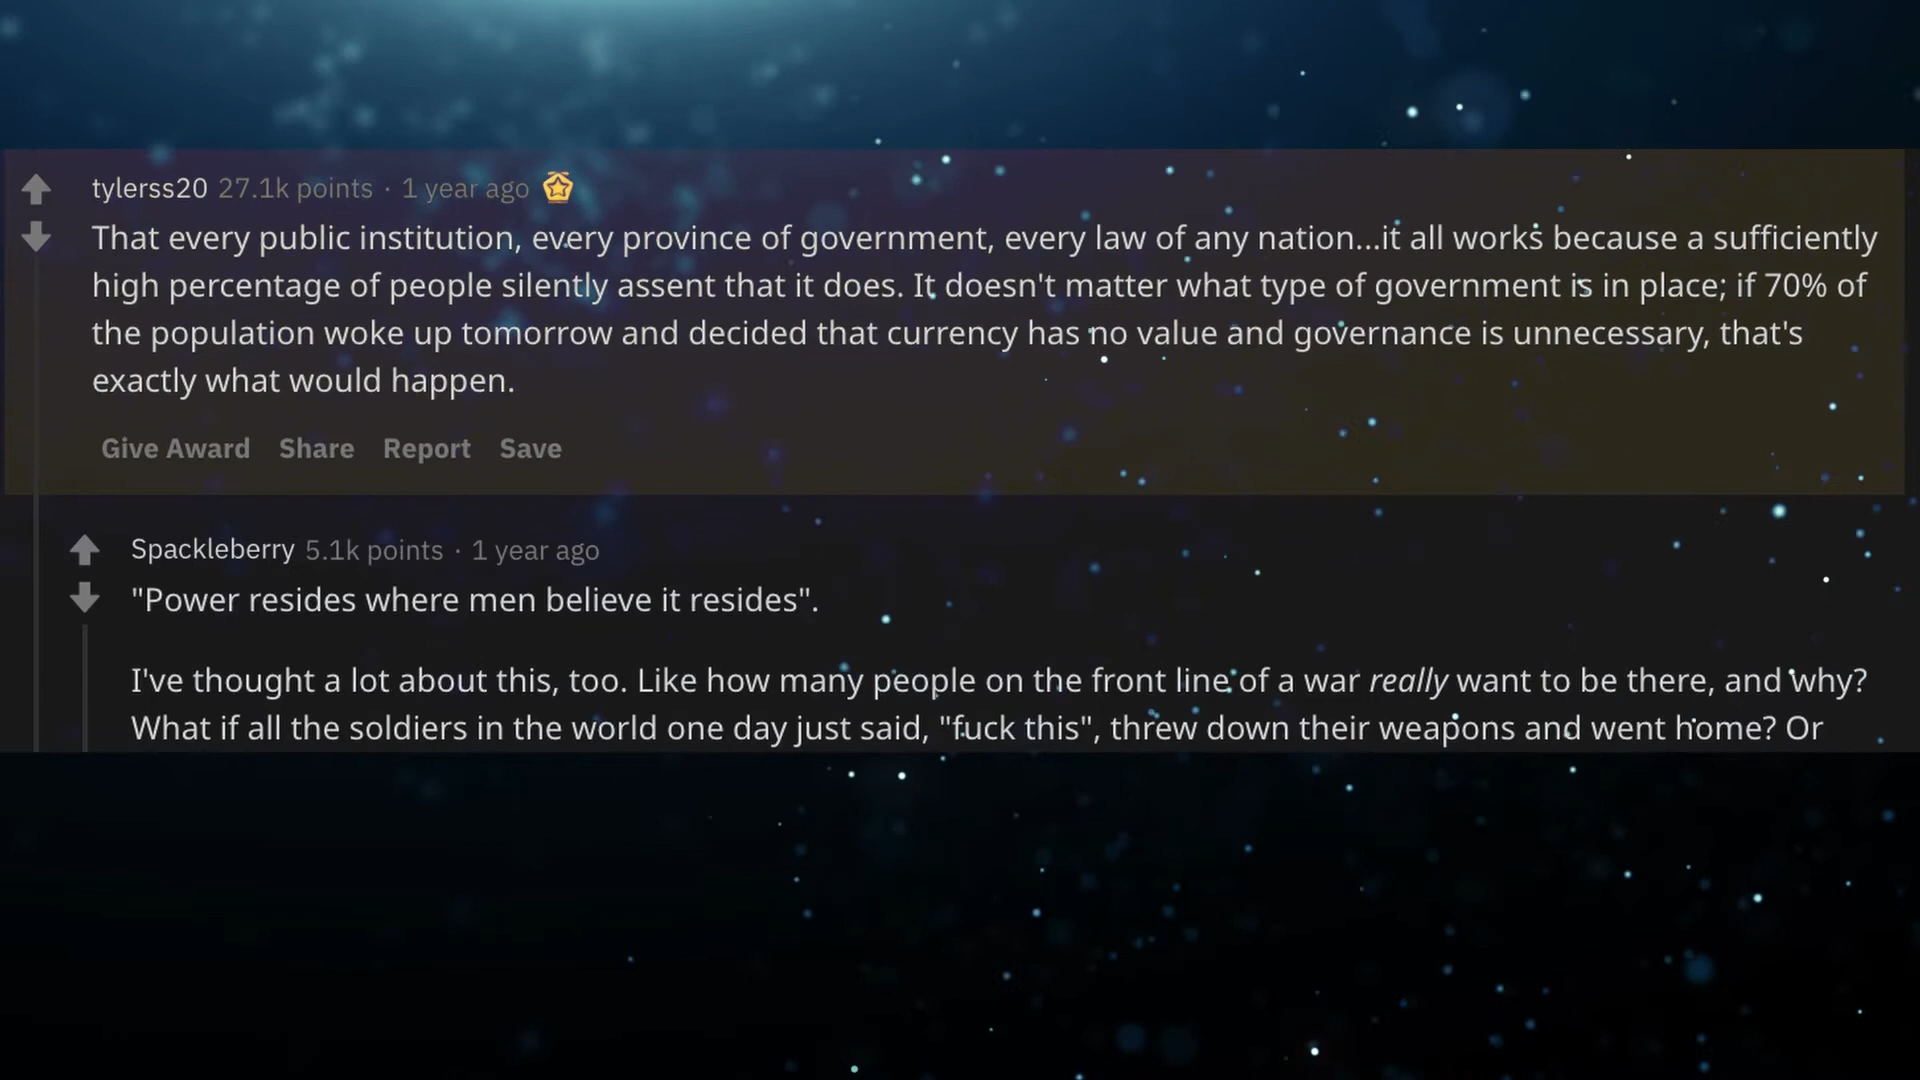 tylerss20 27.1k points · 1 year ago
That every public institution, every province of government, every law of any nation...it all works because a sufficiently
high percentage of people silently assent that it does. It doesn't matter what type of government is in place; if 70% of
the population woke up tomorrow and decided that currency has no value and governance is unnecessary, that's
exactly what would happen.
Give Award Share Report Save
Spackleberry 5.1k points · 1 year ago
"Power resides where men believe it resides".
I've thought a lot about this, too. Like how many people on the front line of a war really want to be there, and why?
What if all the soldiers in the world one day just said, "fuck this", threw down their weapons and went home? Or